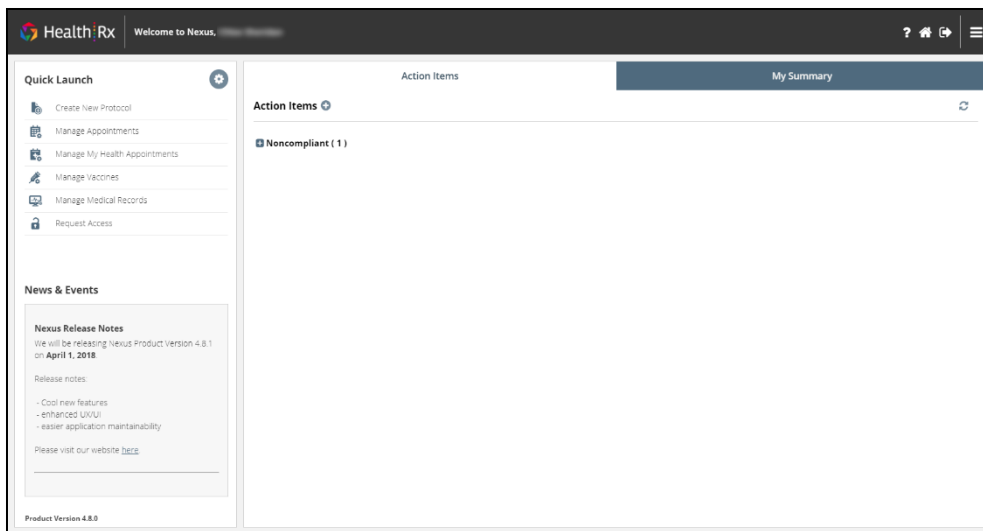 Health Rx
Welcome to Nexus,
?
Quick Launch
Create New Protocol
Manage Appointments
Manage My Health Appointments
Manage Vaccines
Manage Medical Records
Request Access
News & Events
Nexus Release Notes
We will be releasing Nexus Product Version 4.8.1
on April 1, 2018.
Release notes:
- Cool new features
- enhanced UX/UI
- easier application maintainability
Please visit our website here
Product Version 4.8.0
Action Items
My Summary
Action Items
Noncompliant ( 1 )